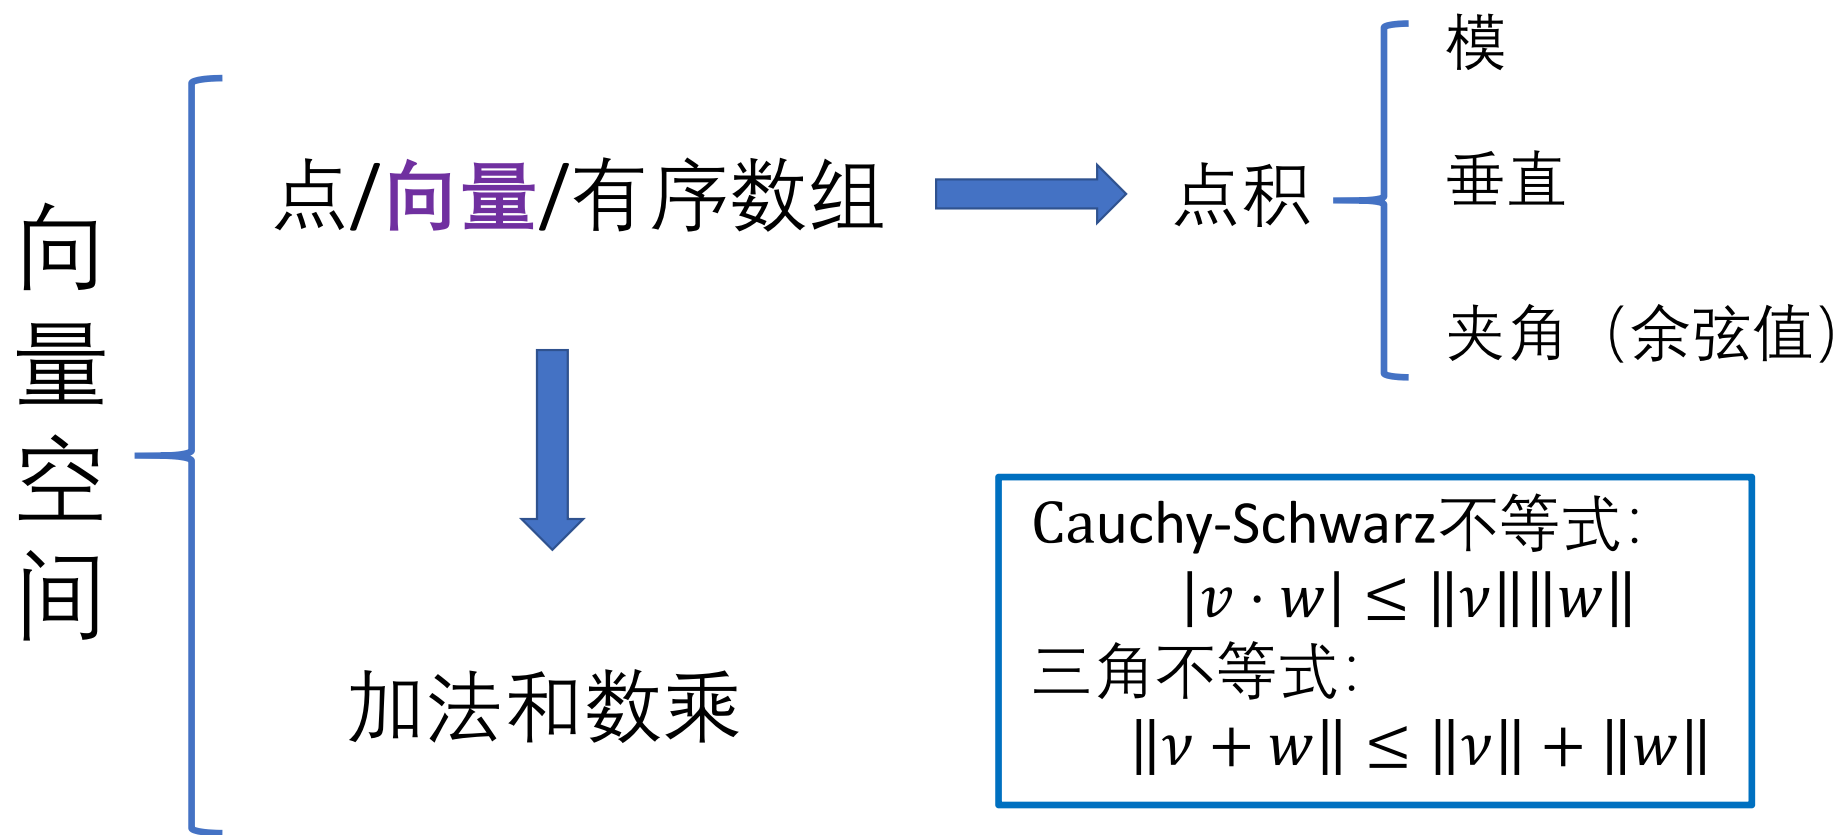 向量空间
点/向量/有序数组
加法和数乘
点积
模
垂直
夹角（余弦值）
Cauchy-Schwarz不等式:
|v · w| ≤ ‖v‖‖w‖
三角不等式:
‖v + w‖ ≤ ‖v‖ + ‖w‖